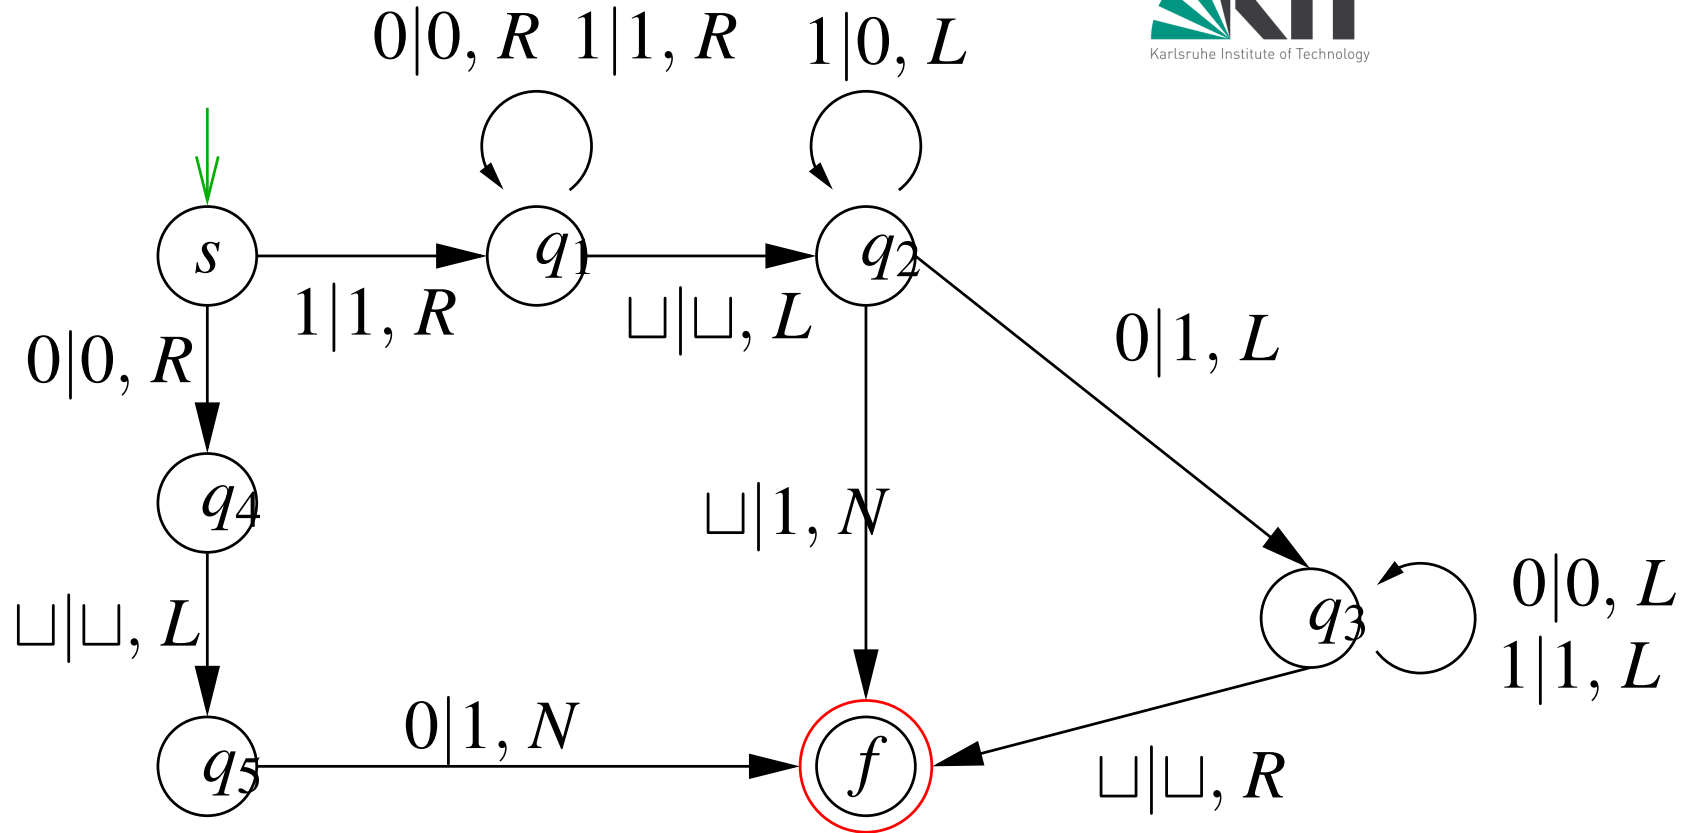 0|0, R 1|1, R 1|0, L
KIT
Karlsruhe Institute of Technology
s q1 q2
1|1, R ⊔|⊔, L
0|0, R 0|1, L
q4 ⊔|1, N
⊔|⊔, L q3 0|0, L
1|1, L
0|1, N
q5 f ⊔|⊔, R